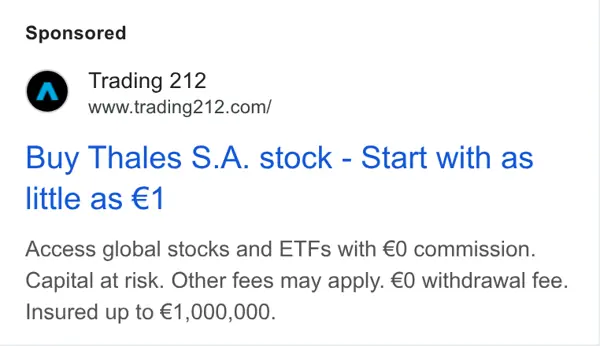 Sponsored
Trading 212
www.trading212.com/
Buy Thales S.A. stock - Start with as
little as €1
Access global stocks and ETFs with €0 commission.
Capital at risk. Other fees may apply. €0 withdrawal fee.
Insured up to €1,000,000.